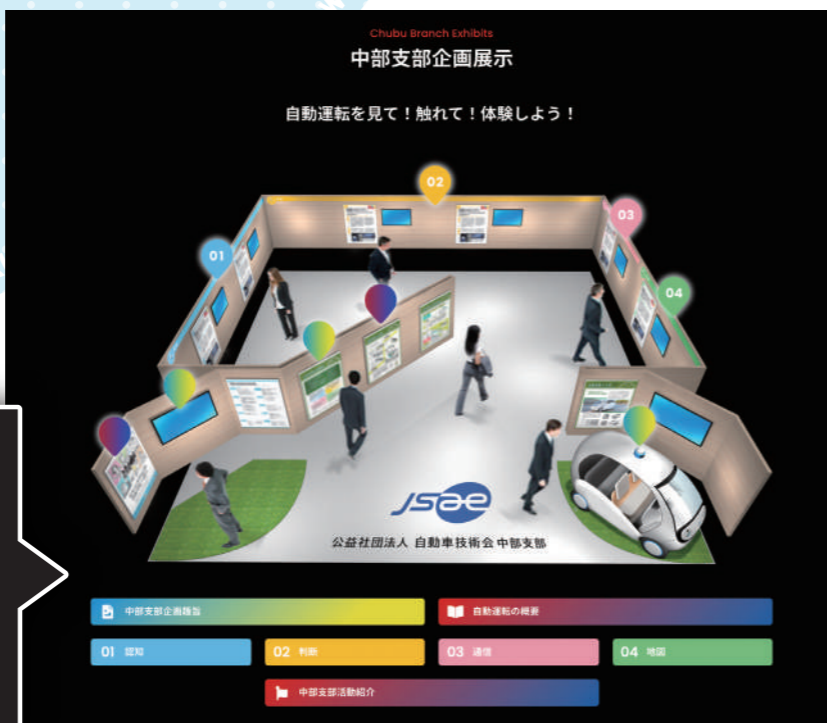 Chubu Branch Exhibits
中部支部企画展示
自動運転を見て！触れて！体験しよう！
02
03
01
04
JSAE
公益社団法人 自動車技術会 中部支部
中部支部企画趣旨
自動運転の概要
01 認知
02 判断
03 通信
04 地図
中部支部活動紹介